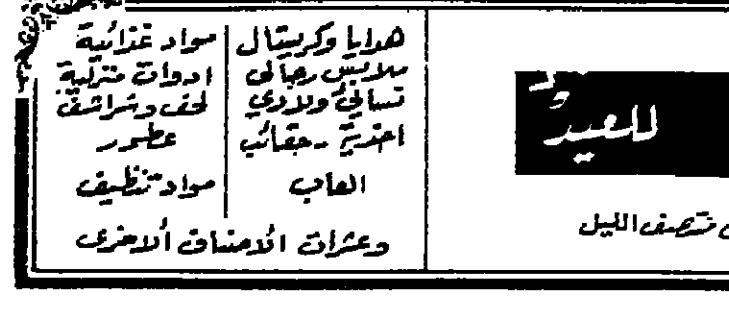 هدايا وكريستال
ملابس رجالي
نسائي وولادي
احذية - حقائب
العاب
مواد غذائية
ادوات منزلية
لحف وشراشف
عطور
مواد تنظيف
وعشرات الاصناف الاخرى
للعيد
منتصف الليل